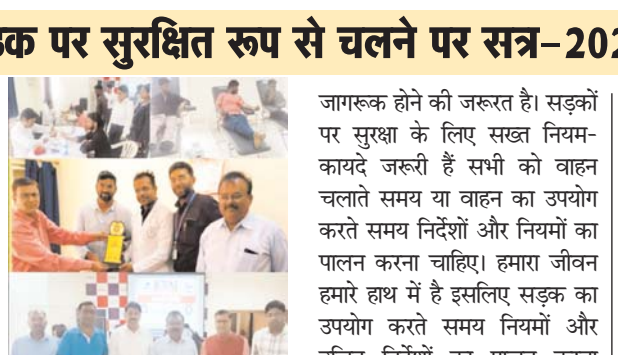 पर सुरक्षित रूप से चलने पर सत्र-202
जागरूक होने की जरूरत है। सड़कों
पर सुरक्षा के लिए सख्त नियम-
कायदे जरूरी हैं सभी को वाहन
चलाते समय या वाहन का उपयोग
करते समय निर्देशों और नियमों का
पालन करना चाहिए। हमारा जीवन
हमारे हाथ में है इसलिए सड़क का
उपयोग करते समय नियमों और